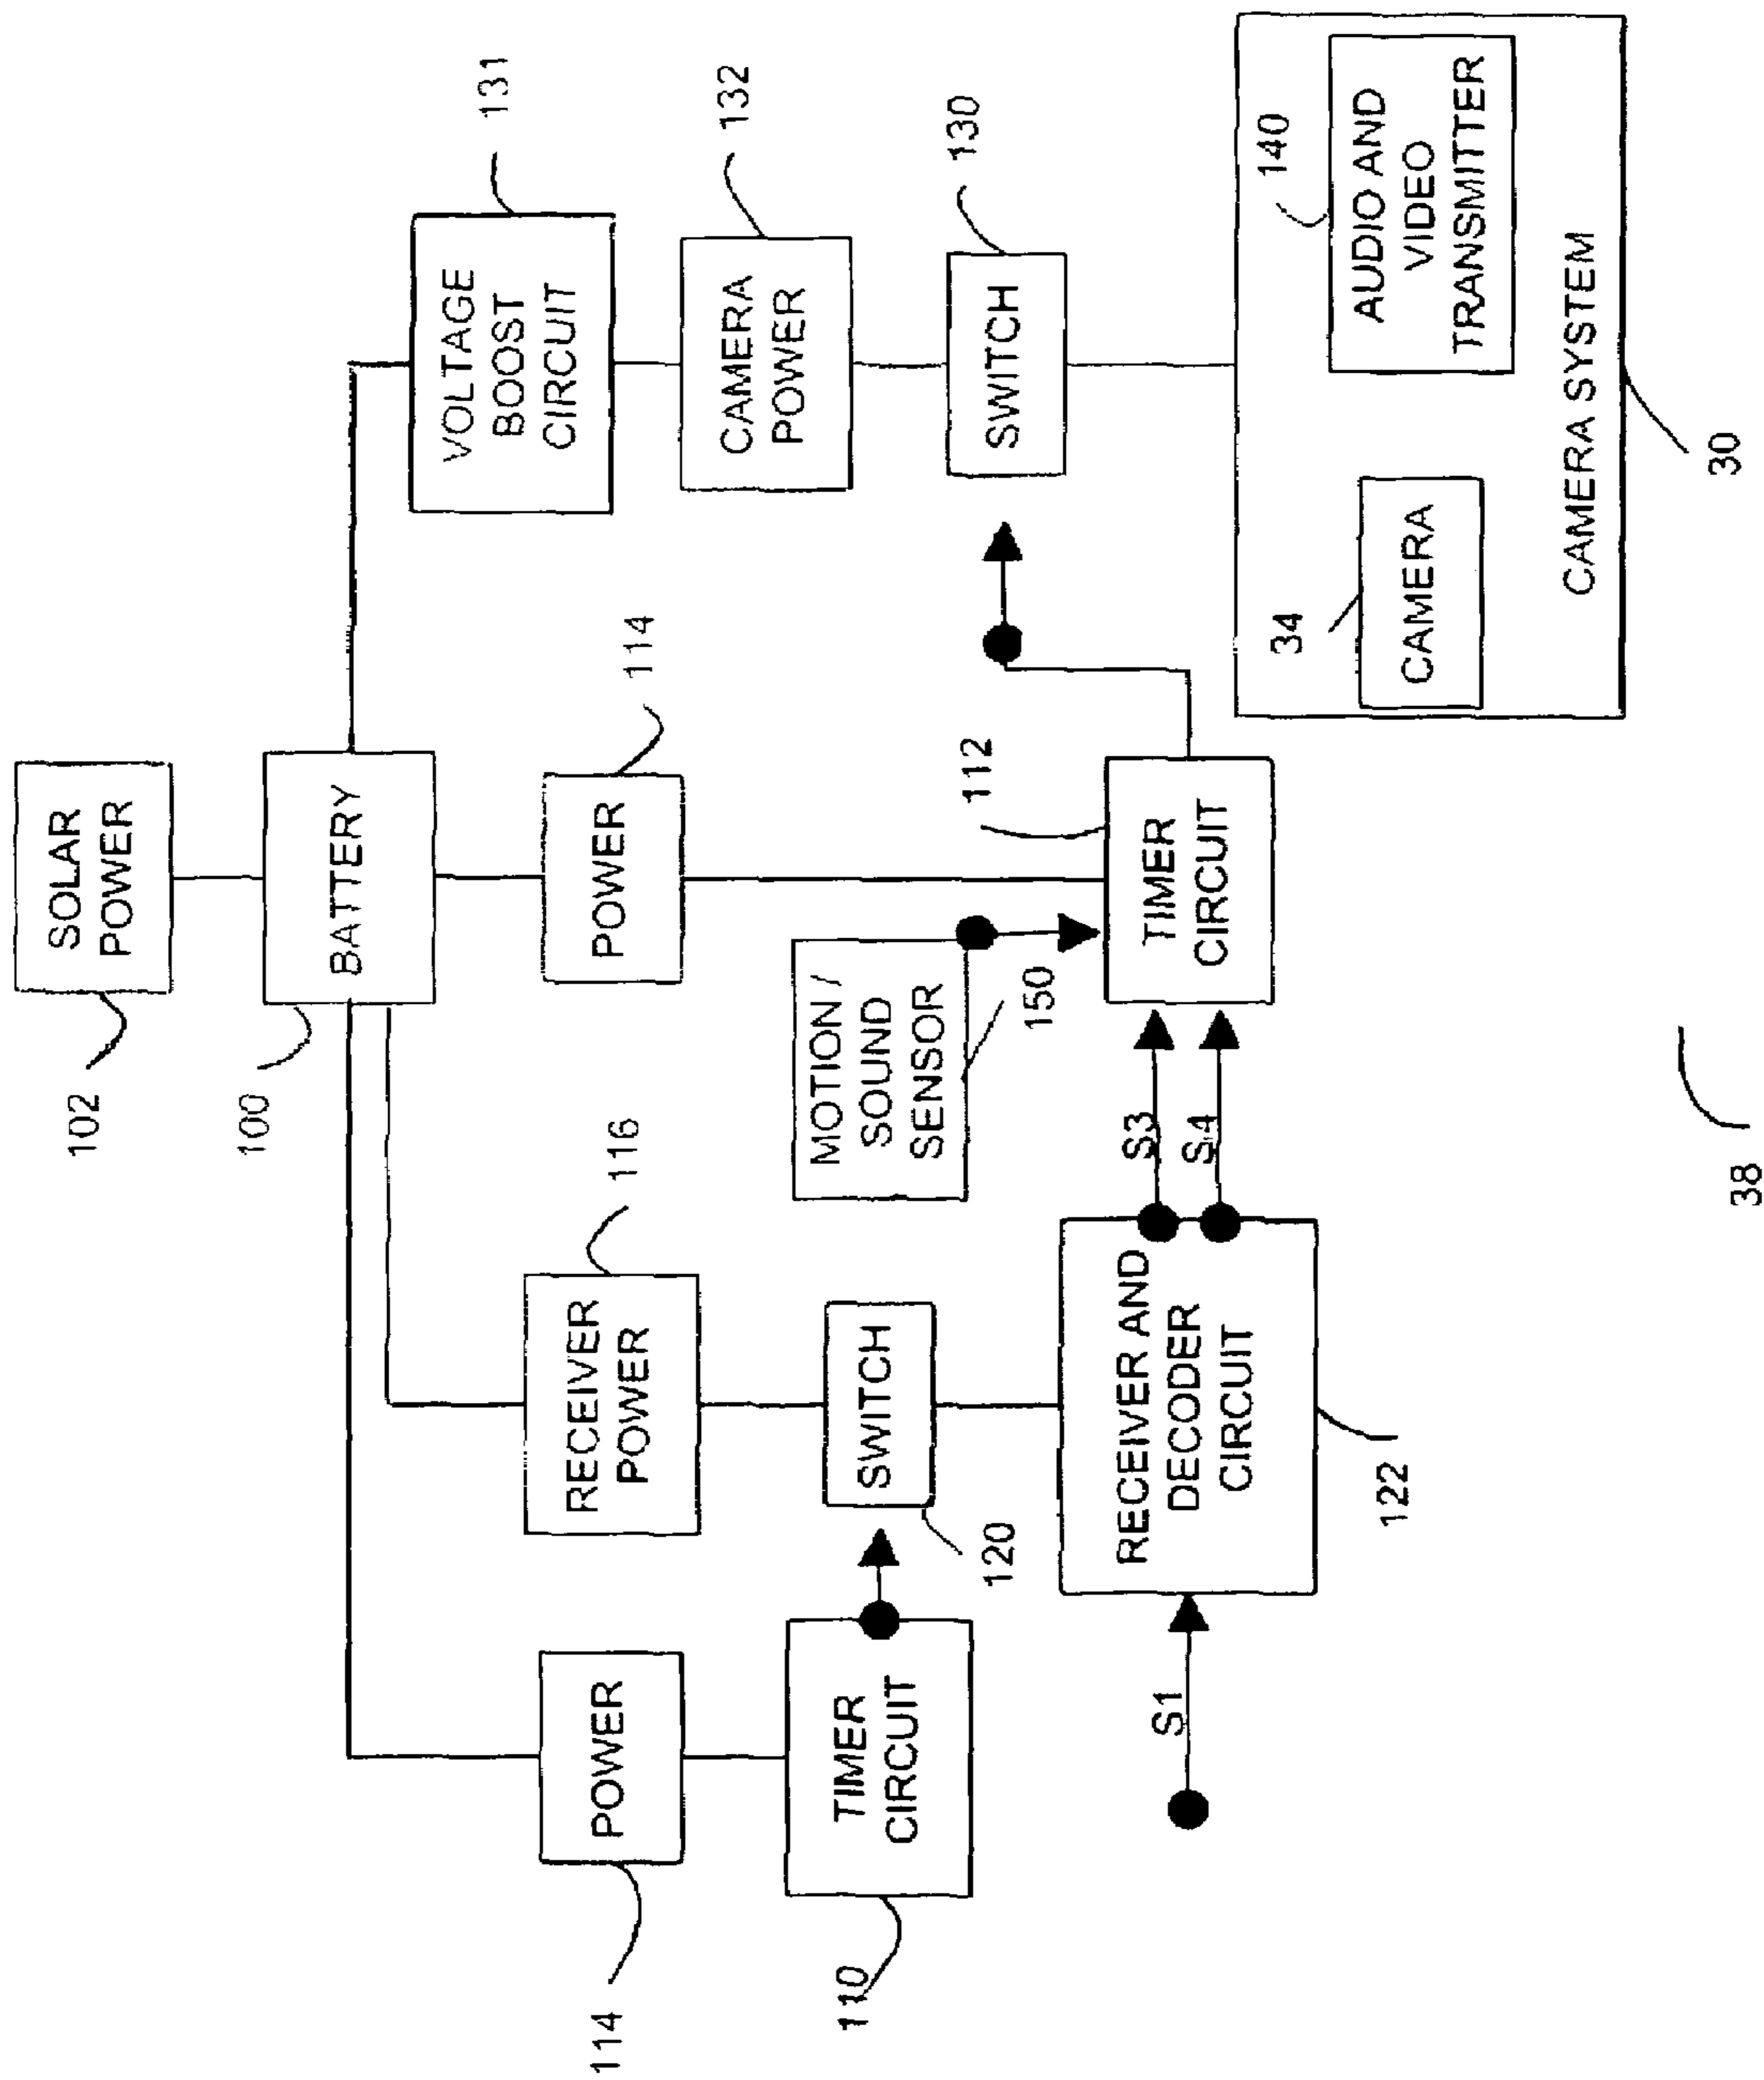 102
SOLAR
POWER
100
BATTERY
114
POWER
116
RECEIVER
POWER
114
POWER
131
VOLTAGE
BOOST
CIRCUIT
132
CAMERA
POWER
110
TIMER
CIRCUIT
120
SWITCH
MOTION /
SOUND
SENSOR
150
130
SWITCH
S1
122
RECEIVER AND
DECODER
CIRCUIT
S3
S4
112
TIMER
CIRCUIT
34
CAMERA
140
AUDIO AND
VIDEO
TRANSMITTER
CAMERA SYSTEM
30
38